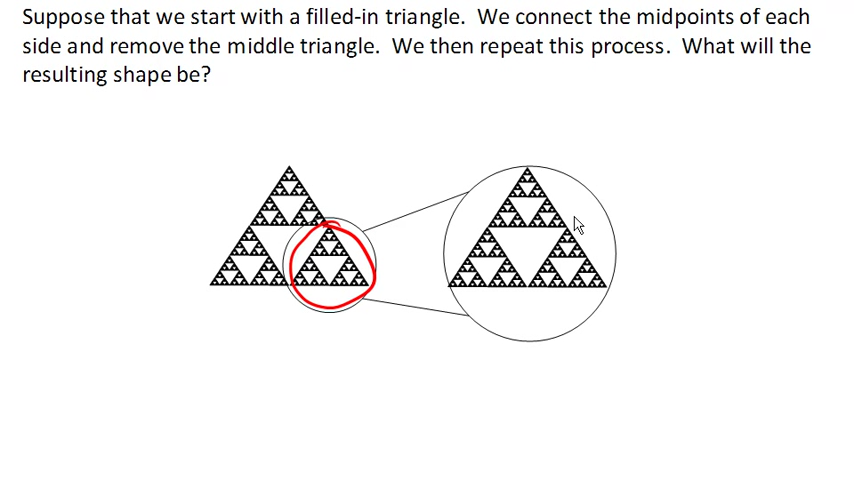 Suppose that we start with a filled-in triangle.  We connect the midpoints of each
side and remove the middle triangle.  We then repeat this process.  What will the
resulting shape be?